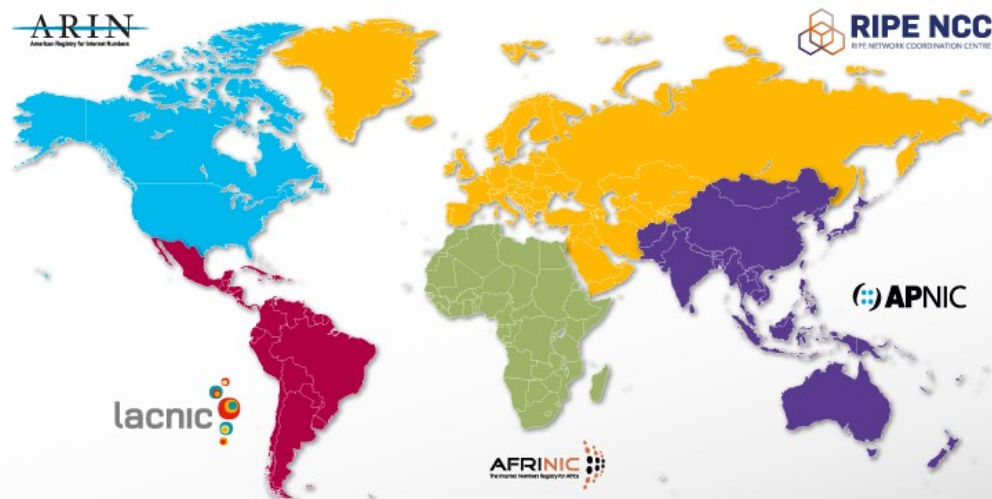 ARIN
American Registry for Internet Numbers
RIPE NCC
RIPE NETWORK COORDINATION CENTRE
APNIC
lacnic
AFRINIC
The Internet Numbers Registry for Africa